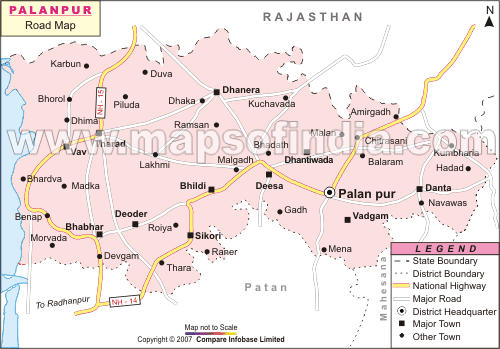 PALANPUR
Road Map
RAJASTHAN
N
Karbun
Duva
Dhanera
Bhorol
Piluda
Dhaka
Kuchavada
NH - 15
Amirgadh
Dhima
Ramsan
Malan
Chitrasani
www.mapsofindia.com
Vav
Tharad
Bhadath
Dhantiwada
Kumbharia
Lakhmi
Malgadh
Balaram
Hadad
Bhardva
Madka
Bhildi
Deesa
Palan pur
Danta
Navawas
Benap
Deoder
Gadh
Vadgam
Bhabhar
Roiya
Sikori
Morvada
Devgam
Raner
Mena
Thara
Mahesana
Patan
To Radhanpur
NH - 14
LEGEND
State Boundary
District Boundary
National Highway
Major Road
District Headquarter
Major Town
Other Town
Map not to Scale
Copyright © 2007 Compare Infobase Limited